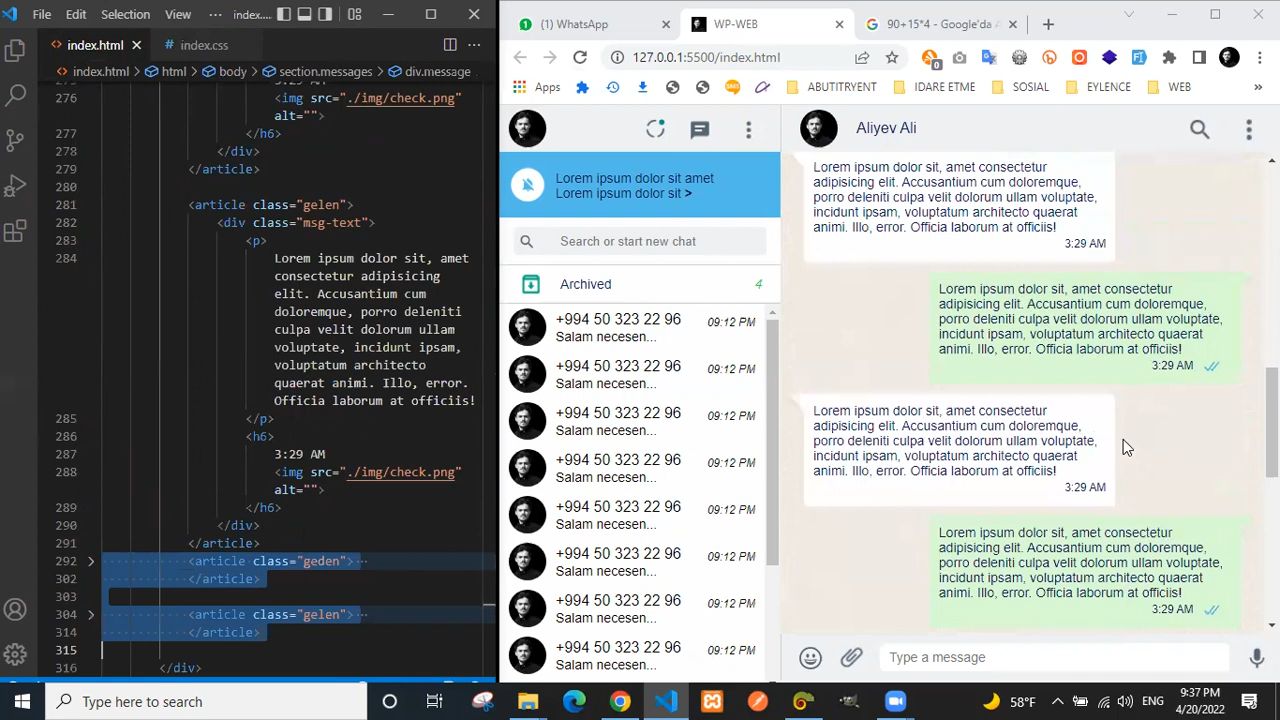 File Edit Selection View ··· index.... 
index.html
index.css
index.html > html > body > section.messages > div.message
276 <img src="./img/check.png"
alt="">
277 </h6>
278 </div>
279 </article>
280
281 <article class="gelen">
282 <div class="msg-text">
283 <p>
284 Lorem ipsum dolor sit, amet
consectetur adipisicing
elit. Accusantium cum
doloremque, porro deleniti
culpa velit dolorum ullam
voluptate, incidunt ipsam,
voluptatum architecto
quaerat animi. Illo, error.
Officia laborum at officiis!
285 </p>
286 <h6>
287 3:29 AM
288 <img src="./img/check.png"
alt="">
289 </h6>
290 </div>
291 </article>
292 <article class="geden"> ··
302 </article>
303
304 <article class="gelen"> ··
314 </article>
315
316 </div>
(1) WhatsApp
WP-WEB
90+15*4 - Google'da A
127.0.0.1:5500/index.html
0
Apps
SMS
ABUTITRYENT
IDARE ETME
SOSIAL
EYLENCE
WEB
»
Lorem ipsum dolor sit amet
Lorem ipsum dolor sit >
Search or start new chat
Archived 4
+994 50 323 22 96 09:12 PM
Salam necesen...
+994 50 323 22 96 09:12 PM
Salam necesen...
+994 50 323 22 96 09:12 PM
Salam necesen...
+994 50 323 22 96 09:12 PM
Salam necesen...
+994 50 323 22 96 09:12 PM
Salam necesen...
+994 50 323 22 96 09:12 PM
Salam necesen...
+994 50 323 22 96 09:12 PM
Salam necesen...
+994 50 323 22 96 09:12 PM
Salam necesen...
Aliyev Ali
Lorem ipsum dolor sit, amet consectetur
adipisicing elit. Accusantium cum doloremque,
porro deleniti culpa velit dolorum ullam voluptate,
incidunt ipsam, voluptatum architecto quaerat
animi. Illo, error. Officia laborum at officiis!
3:29 AM
Lorem ipsum dolor sit, amet consectetur
adipisicing elit. Accusantium cum doloremque,
porro deleniti culpa velit dolorum ullam voluptate,
incidunt ipsam, voluptatum architecto quaerat
animi. Illo, error. Officia laborum at officiis!
3:29 AM
Lorem ipsum dolor sit, amet consectetur
adipisicing elit. Accusantium cum doloremque,
porro deleniti culpa velit dolorum ullam voluptate,
incidunt ipsam, voluptatum architecto quaerat
animi. Illo, error. Officia laborum at officiis!
3:29 AM
Lorem ipsum dolor sit, amet consectetur
adipisicing elit. Accusantium cum doloremque,
porro deleniti culpa velit dolorum ullam voluptate,
incidunt ipsam, voluptatum architecto quaerat
animi. Illo, error. Officia laborum at officiis!
3:29 AM
Type a message
Type here to search
58°F
ENG
9:37 PM
4/20/2022